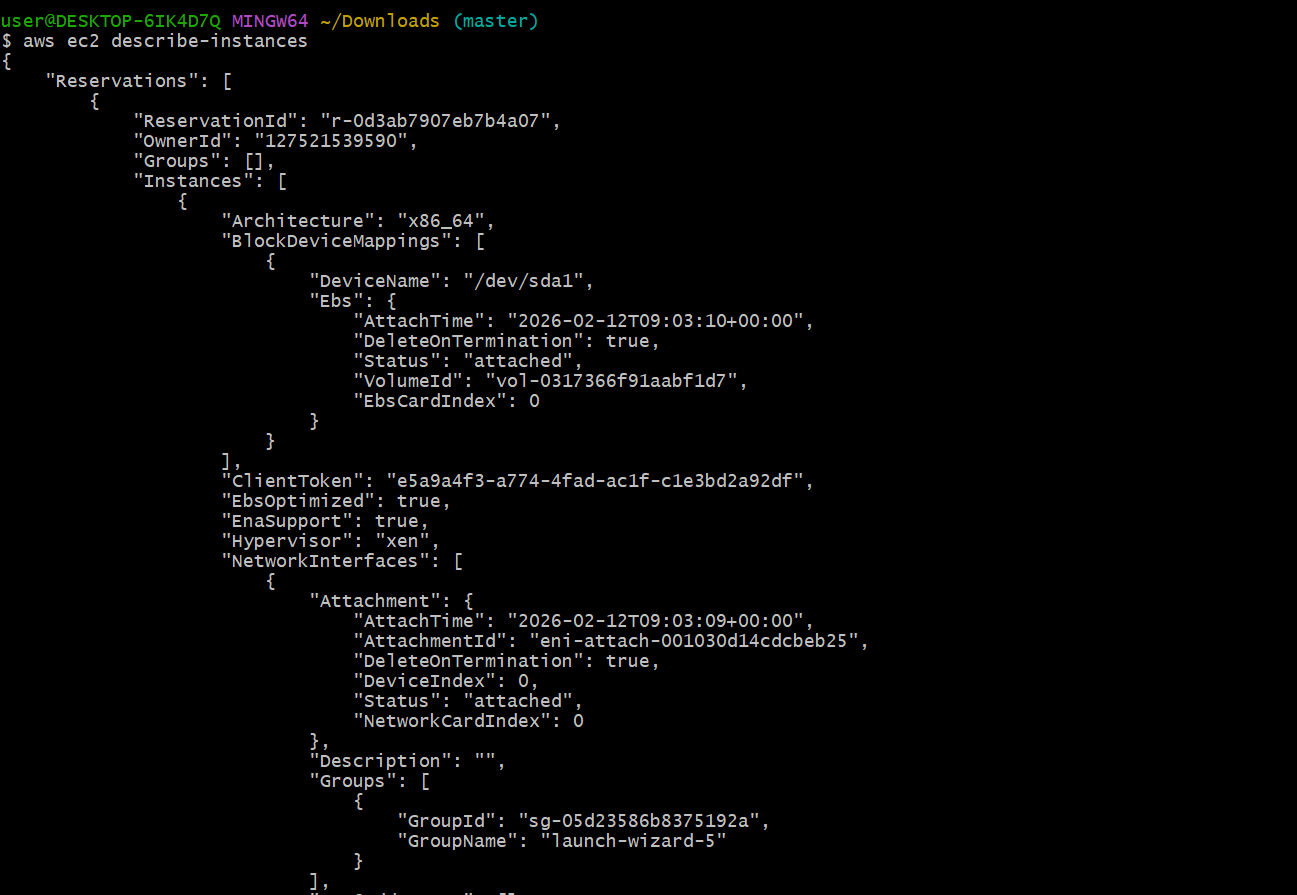 user@DESKTOP-6IK4D7Q MINGW64 ~/Downloads (master)
$ aws ec2 describe-instances
{
    "Reservations": [
        {
            "ReservationId": "r-0d3ab7907eb7b4a07",
            "OwnerId": "127521539590",
            "Groups": [],
            "Instances": [
                {
                    "Architecture": "x86_64",
                    "BlockDeviceMappings": [
                        {
                            "DeviceName": "/dev/sda1",
                            "Ebs": {
                                "AttachTime": "2026-02-12T09:03:10+00:00",
                                "DeleteOnTermination": true,
                                "Status": "attached",
                                "VolumeId": "vol-0317366f91aabf1d7",
                                "EbsCardIndex": 0
                            }
                        }
                    ],
                    "ClientToken": "e5a9a4f3-a774-4fad-ac1f-c1e3bd2a92df",
                    "EbsOptimized": true,
                    "EnaSupport": true,
                    "Hypervisor": "xen",
                    "NetworkInterfaces": [
                        {
                            "Attachment": {
                                "AttachTime": "2026-02-12T09:03:09+00:00",
                                "AttachmentId": "eni-attach-001030d14cdcbeb25",
                                "DeleteOnTermination": true,
                                "DeviceIndex": 0,
                                "Status": "attached",
                                "NetworkCardIndex": 0
                            },
                            "Description": "",
                            "Groups": [
                                {
                                    "GroupId": "sg-05d23586b8375192a",
                                    "GroupName": "launch-wizard-5"
                                }
                            ],